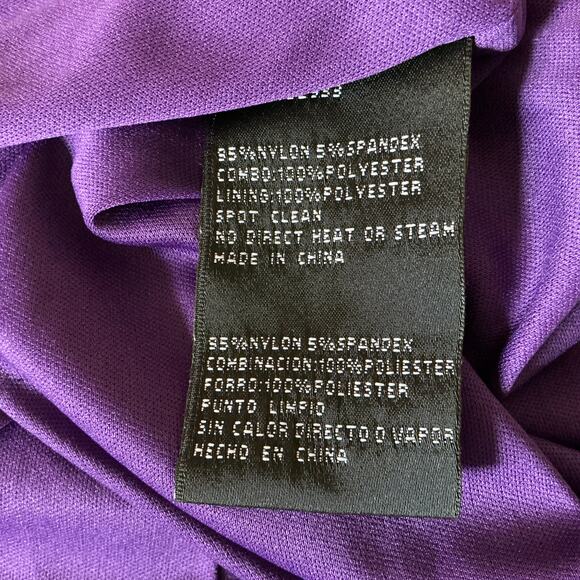 95%NYLON 5%SPANDEX
COMBO:100%POLYESTER
LINING:100%POLYESTER
SPOT CLEAN
NO DIRECT HEAT OR STEAM
MADE IN CHINA
95%NYLON 5%SPANDEX
COMBINACION:100%POLIESTER
FORRO:100%POLIESTER
PUNTO LIMPIO
SIN CALOR DIRECTO O VAPOR
HECHO EN CHINA